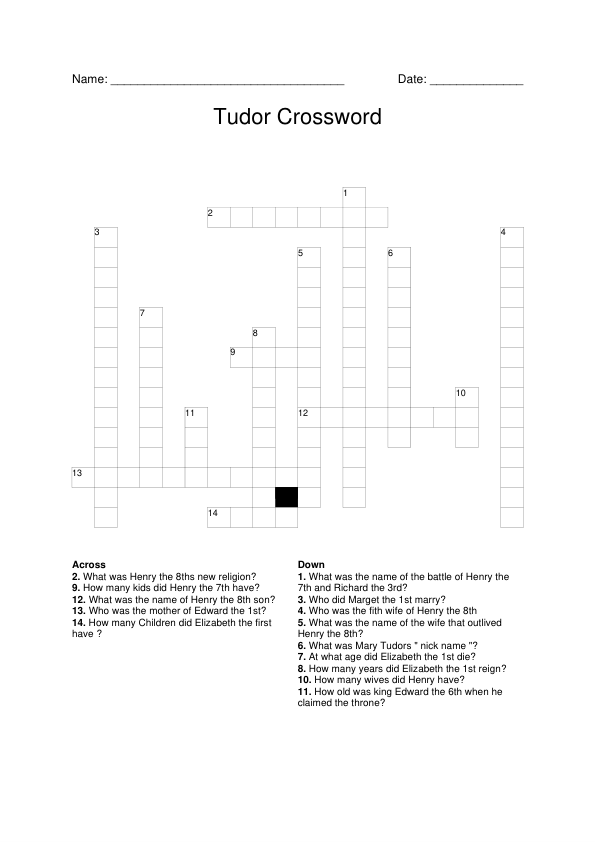 Name: ___________________________________ Date: ______________
Tudor Crossword
1
2
3
4
5
6
7
8
9
10
11
12
13
14
Across
2. What was Henry the 8ths new religion?
9. How many kids did Henry the 7th have?
12. What was the name of Henry the 8th son?
13. Who was the mother of Edward the 1st?
14. How many Children did Elizabeth the first
have ?
Down
1. What was the name of the battle of Henry the
7th and Richard the 3rd?
3. Who did Marget the 1st marry?
4. Who was the fith wife of Henry the 8th
5. What was the name of the wife that outlived
Henry the 8th?
6. What was Mary Tudors " nick name "?
7. At what age did Elizabeth the 1st die?
8. How many years did Elizabeth the 1st reign?
10. How many wives did Henry have?
11. How old was king Edward the 6th when he
claimed the throne?